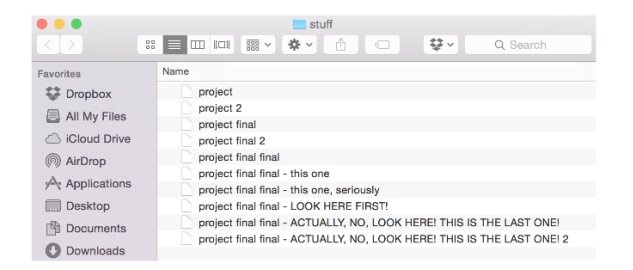 stuff
Search
Favorites
Dropbox
All My Files
iCloud Drive
AirDrop
Applications
Desktop
Documents
Downloads
Name
project
project 2
project final
project final 2
project final final
project final final - this one
project final final - this one, seriously
project final final - LOOK HERE FIRST!
project final final - ACTUALLY, NO, LOOK HERE! THIS IS THE LAST ONE!
project final final - ACTUALLY, NO, LOOK HERE! THIS IS THE LAST ONE! 2